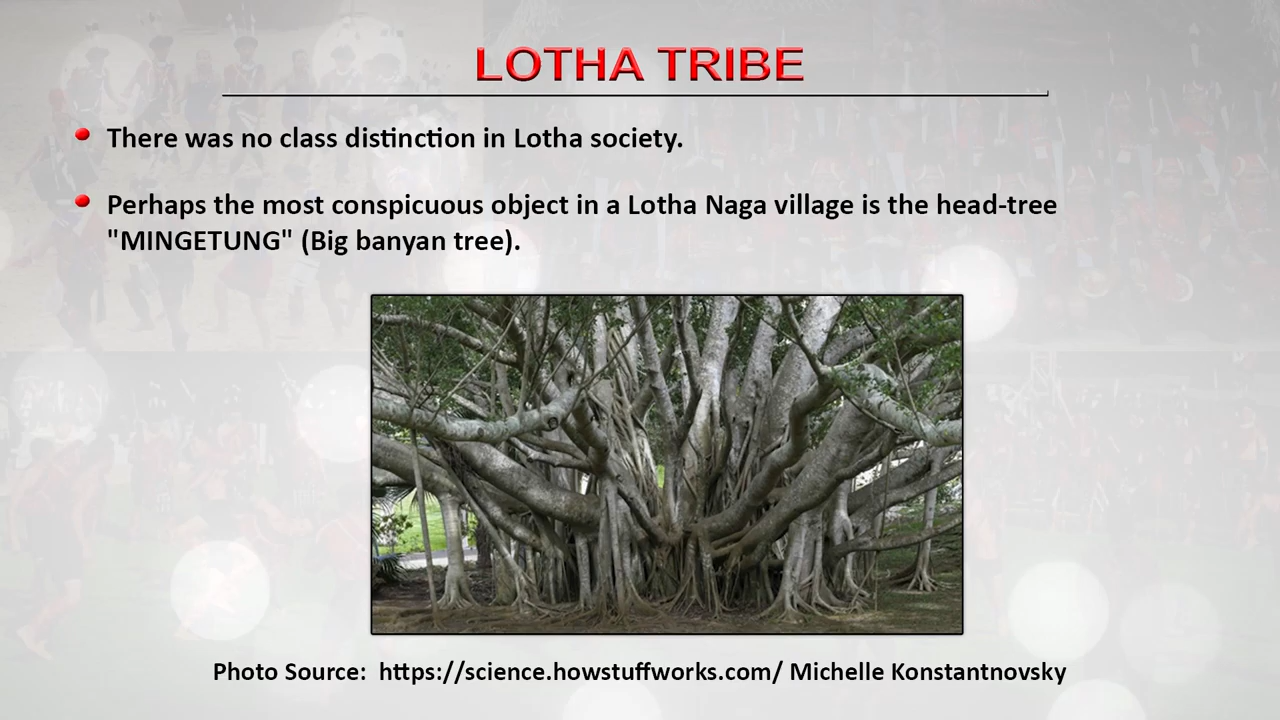 LOTHA TRIBE
There was no class distinction in Lotha society.
Perhaps the most conspicuous object in a Lotha Naga village is the head-tree
"MINGETUNG" (Big banyan tree).
Photo Source:  https://science.howstuffworks.com/ Michelle Konstantnovsky